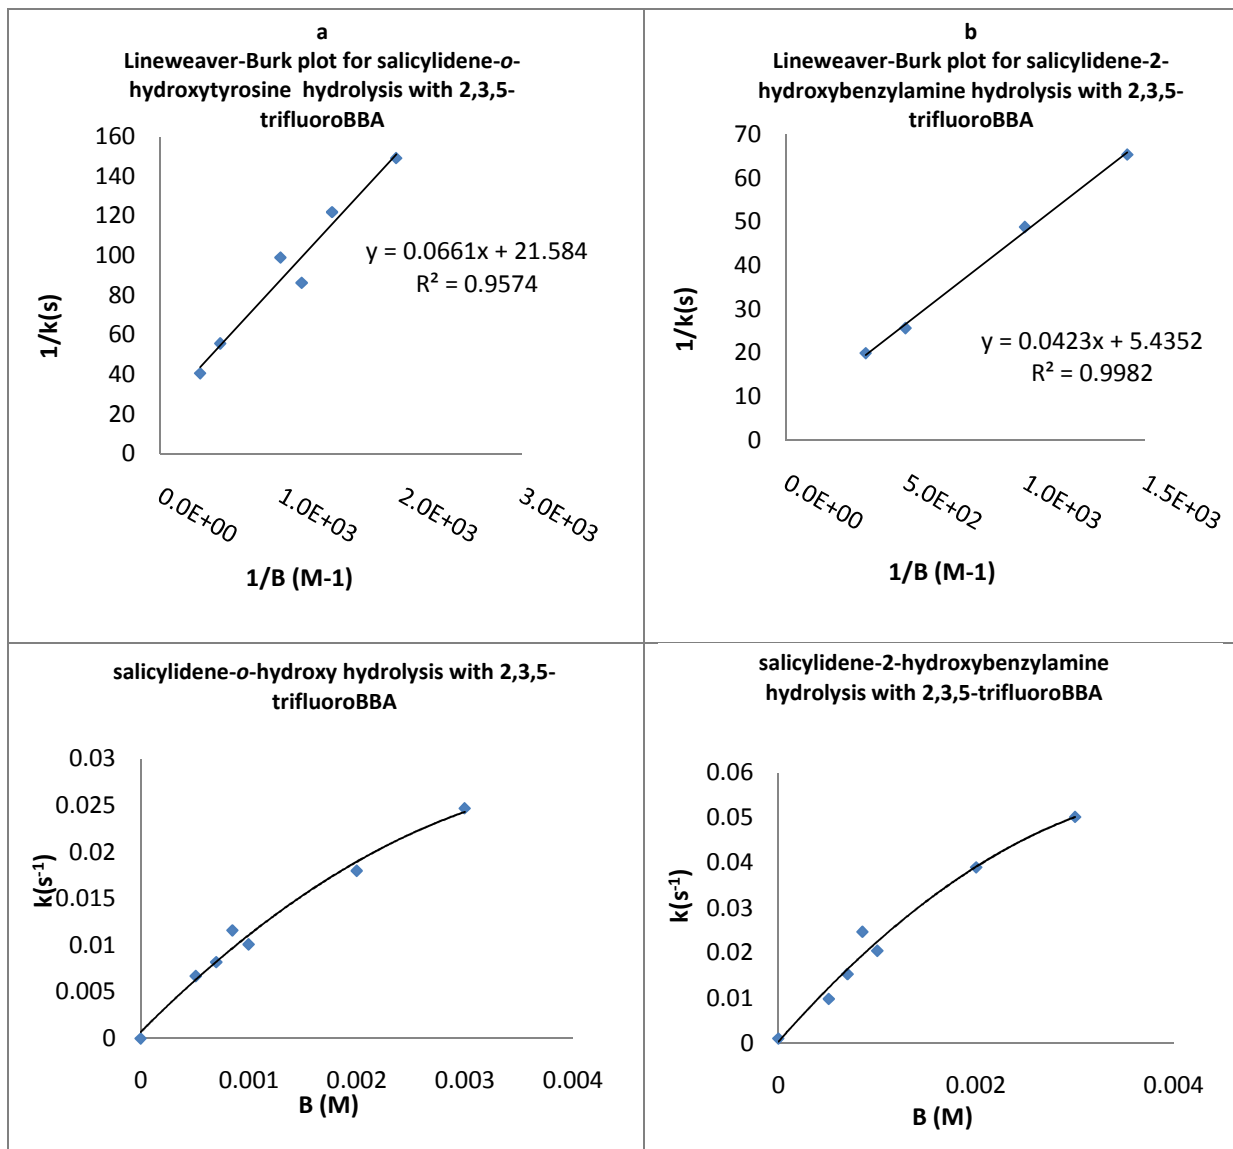 a
Lineweaver-Burk plot for salicylidene-o-
hydroxytyrosine hydrolysis with 2,3,5-
trifluoroBBA
160
140
120
100
80
60
40
20
0
1/k(s)
y = 0.0661x + 21.584
R² = 0.9574
0.0E+00
1.0E+03
2.0E+03
3.0E+03
1/B (M-1)
b
Lineweaver-Burk plot for salicylidene-2-
hydroxybenzylamine hydrolysis with 2,3,5-
trifluoroBBA
70
60
50
40
30
20
10
0
1/k(s)
y = 0.0423x + 5.4352
R² = 0.9982
0.0E+00
5.0E+02
1.0E+03
1.5E+03
1/B (M-1)
salicylidene-o-hydroxy hydrolysis with 2,3,5-
trifluoroBBA
0.03
0.025
0.02
0.015
0.01
0.005
0
k(s⁻¹)
0
0.001
0.002
0.003
0.004
B (M)
salicylidene-2-hydroxybenzylamine
hydrolysis with 2,3,5-trifluoroBBA
0.06
0.05
0.04
0.03
0.02
0.01
0
k(s⁻¹)
0
0.002
0.004
B (M)